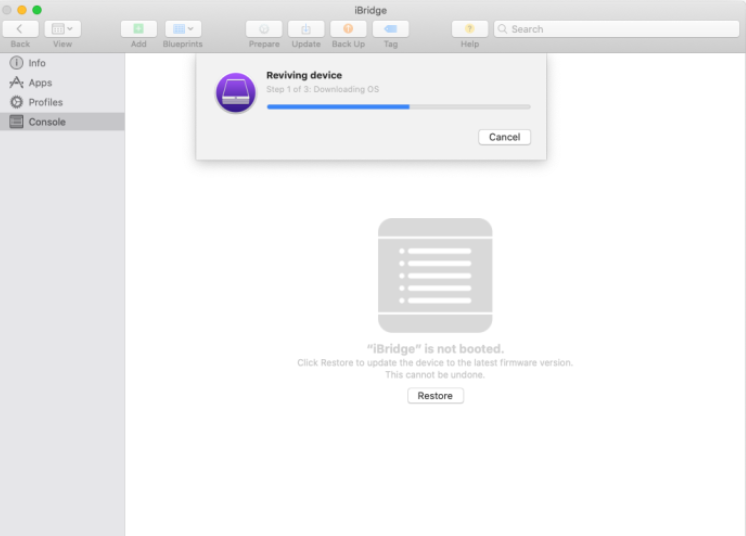 iBridge
Search
Back View Add Blueprints Prepare Update Back Up Tag Help
Info
Apps
Profiles
Console
Reviving device
Step 1 of 3: Downloading OS
Cancel
“iBridge” is not booted.
Click Restore to update the device to the latest firmware version.
This cannot be undone.
Restore